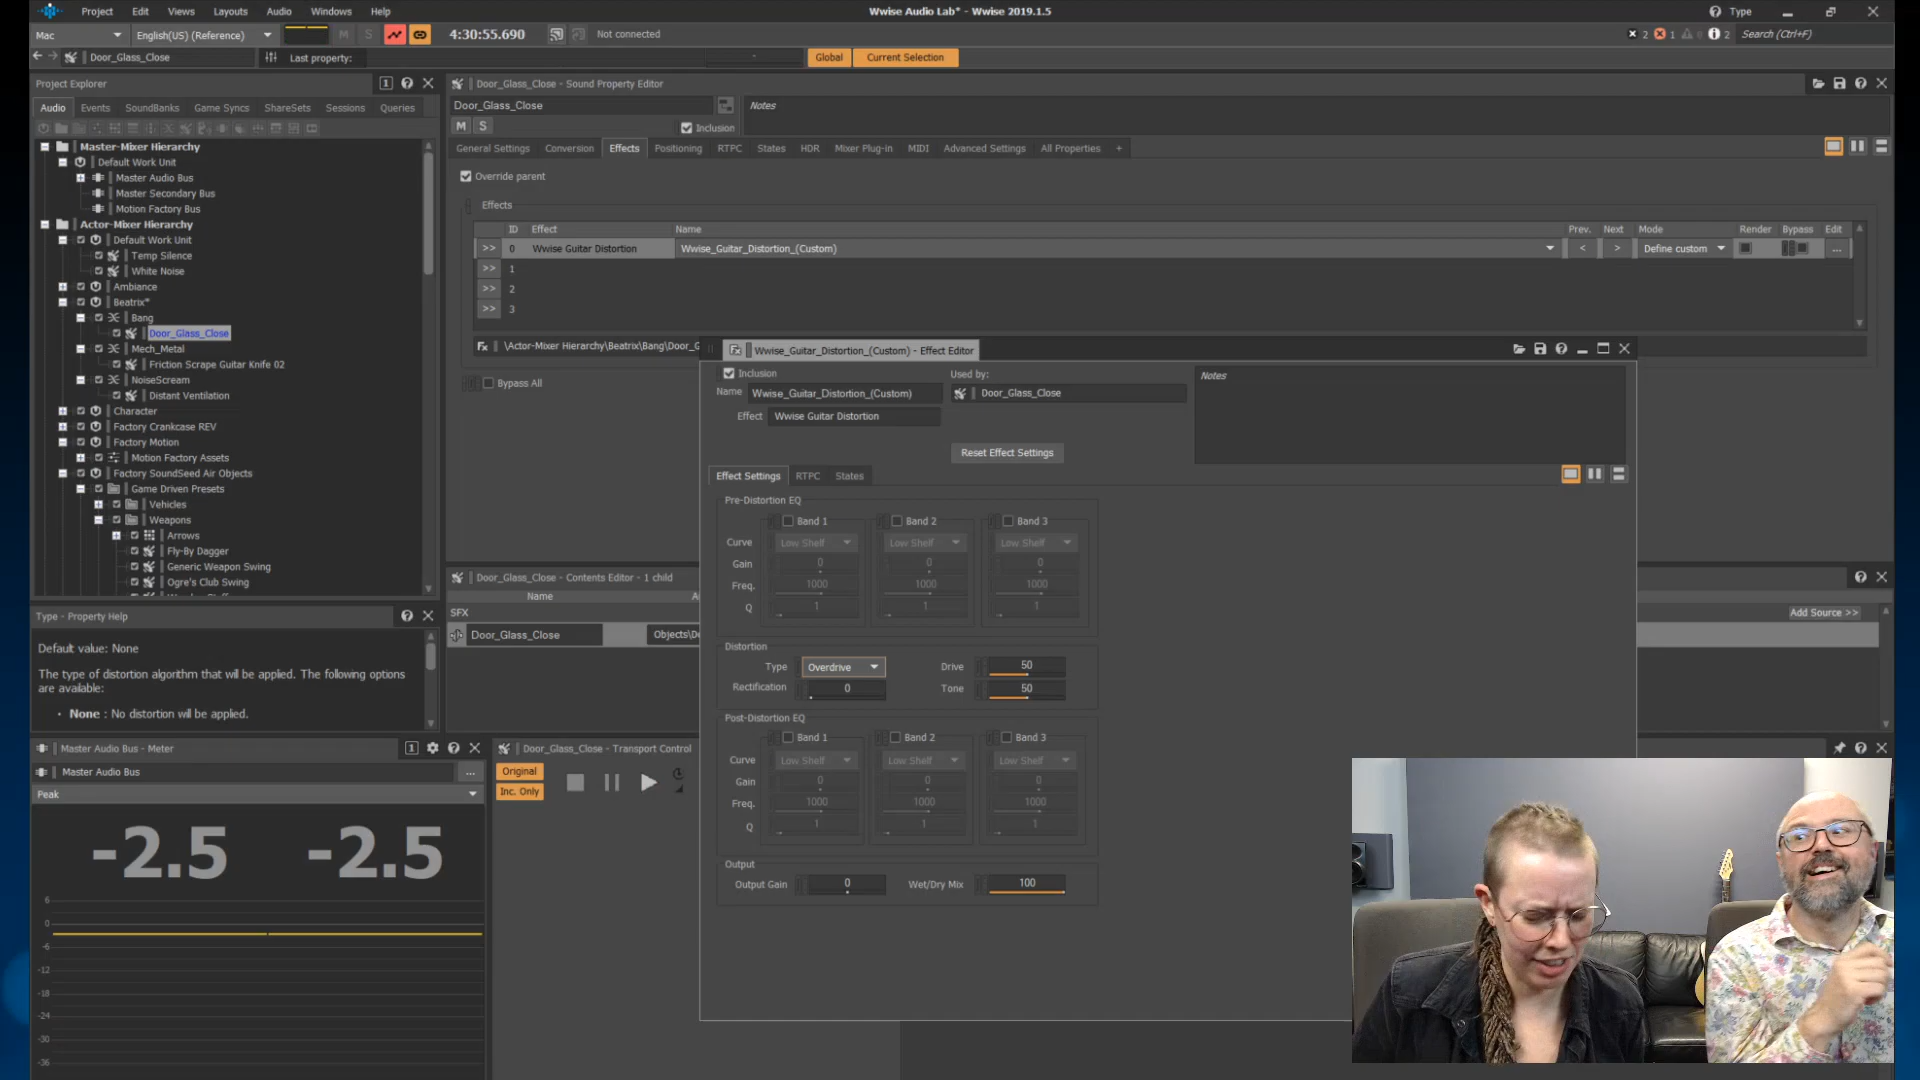 Project Edit Views Layouts Audio Windows Help
Wwise Audio Lab* - Wwise 2019.1.5
Type
Mac
English(US) (Reference)
M S
4:30:55.690
Not connected
2 1 2
Search (Ctrl+F)
Door_Glass_Close
Last property:
Global
Current Selection
Project Explorer
1
Audio Events SoundBanks Game Syncs ShareSets Sessions Queries
Master-Mixer Hierarchy
Default Work Unit
Master Audio Bus
Master Secondary Bus
Motion Factory Bus
Actor-Mixer Hierarchy
Default Work Unit
Temp Silence
White Noise
Ambiance
Beatrix*
Bang
Door_Glass_Close
Mech_Metal
Friction Scrape Guitar Knife 02
NoiseScream
Distant Ventilation
Character
Factory Crankcase REV
Factory Motion
Motion Factory Assets
Factory SoundSeed Air Objects
Game Driven Presets
Vehicles
Weapons
Arrows
Fly-By Dagger
Generic Weapon Swing
Ogre's Club Swing
Type - Property Help
Default value: None
The type of distortion algorithm that will be applied. The following options
are available:
• None : No distortion will be applied.
Master Audio Bus - Meter
1
Master Audio Bus
...
Peak
-2.5 -2.5
6
0
-6
-12
-18
-24
-30
-36
Door_Glass_Close - Sound Property Editor
Door_Glass_Close
Notes
M S
Inclusion
General Settings Conversion Effects Positioning RTPC States HDR Mixer Plug-in MIDI Advanced Settings All Properties +
Override parent
Effects
ID Effect Name Prev. Next Mode Render Bypass Edit
>> 0 Wwise Guitar Distortion Wwise_Guitar_Distortion_(Custom) < > Define custom ...
>> 1
>> 2
>> 3
Fx \Actor-Mixer Hierarchy\Beatrix\Bang\Door_G
Bypass All
Door_Glass_Close - Contents Editor - 1 child
Name
SFX
Door_Glass_Close
Objects\D
Add Source >>
Door_Glass_Close - Transport Control
Original
Inc. Only
Wwise_Guitar_Distortion_(Custom) - Effect Editor
Inclusion
Used by:
Notes
Name Wwise_Guitar_Distortion_(Custom)
Door_Glass_Close
Effect Wwise Guitar Distortion
Reset Effect Settings
Effect Settings RTPC States
Pre-Distortion EQ
Band 1 Band 2 Band 3
Curve Low Shelf Low Shelf Low Shelf
Gain 0 0 0
Freq. 1000 1000 1000
Q 1 1 1
Distortion
Type Overdrive Drive 50
Rectification 0 Tone 50
Post-Distortion EQ
Band 1 Band 2 Band 3
Curve Low Shelf Low Shelf Low Shelf
Gain 0 0 0
Freq. 1000 1000 1000
Q 1 1 1
Output
Output Gain 0 Wet/Dry Mix 100